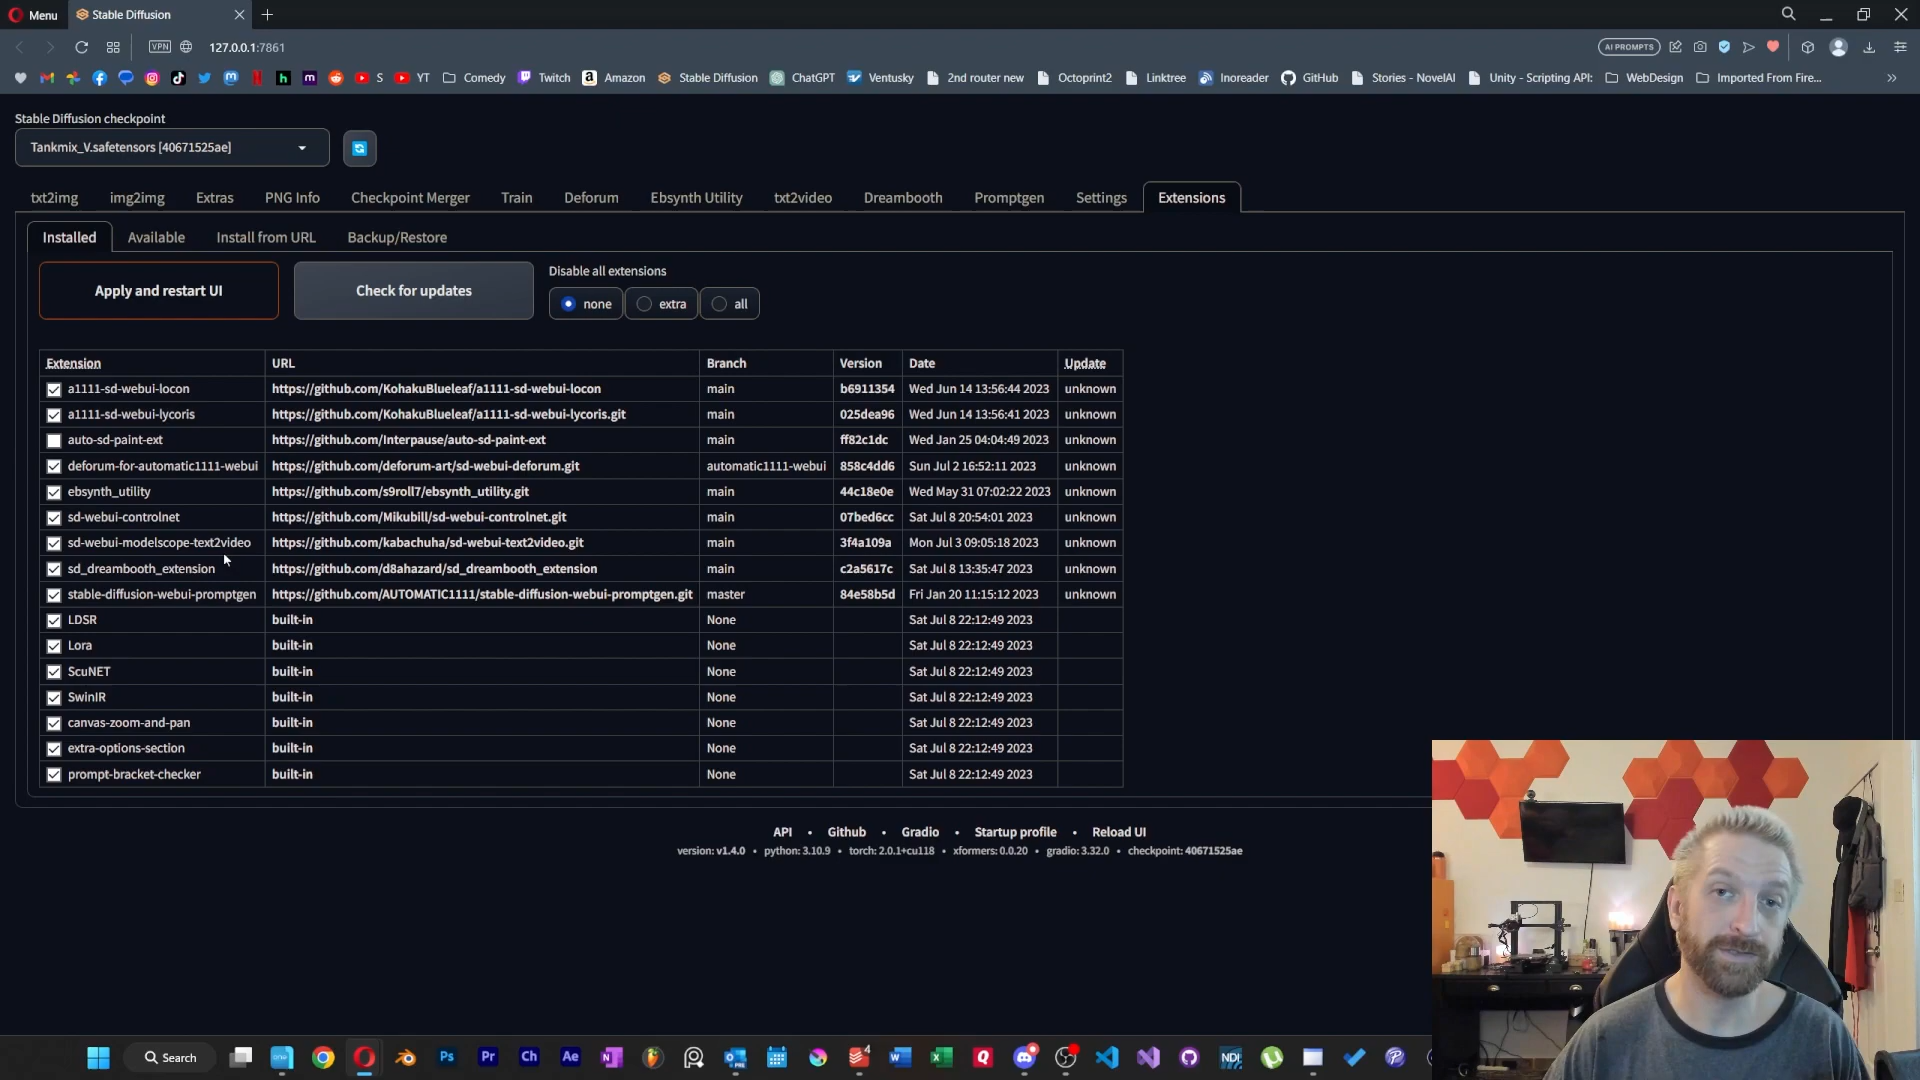 Menu
Stable Diffusion
VPN
127.0.0.1:7861
AI PROMPTS
S
YT
Comedy
Twitch
Amazon
Stable Diffusion
ChatGPT
Ventusky
2nd router new
Octoprint2
Linktree
Inoreader
GitHub
Stories - NovelAI
Unity - Scripting API:
WebDesign
Imported From Fire...
Stable Diffusion checkpoint
Tankmix_V.safetensors [40671525ae]
txt2img img2img Extras PNG Info Checkpoint Merger Train Deforum Ebsynth Utility txt2video Dreambooth Promptgen Settings Extensions
Installed Available Install from URL Backup/Restore
Disable all extensions
Apply and restart UI Check for updates none extra all
Extension URL Branch Version Date Update
a1111-sd-webui-locon https://github.com/KohakuBlueleaf/a1111-sd-webui-locon main b6911354 Wed Jun 14 13:56:44 2023 unknown
a1111-sd-webui-lycoris https://github.com/KohakuBlueleaf/a1111-sd-webui-lycoris.git main 025dea96 Wed Jun 14 13:56:41 2023 unknown
auto-sd-paint-ext https://github.com/Interpause/auto-sd-paint-ext main ff82c1dc Wed Jan 25 04:04:49 2023 unknown
deforum-for-automatic1111-webui https://github.com/deforum-art/sd-webui-deforum.git automatic1111-webui 858c4dd6 Sun Jul 2 16:52:11 2023 unknown
ebsynth_utility https://github.com/s9roll7/ebsynth_utility.git main 44c18e0e Wed May 31 07:02:22 2023 unknown
sd-webui-controlnet https://github.com/Mikubill/sd-webui-controlnet.git main 07bed6cc Sat Jul 8 20:54:01 2023 unknown
sd-webui-modelscope-text2video https://github.com/kabachuha/sd-webui-text2video.git main 3f4a109a Mon Jul 3 09:05:18 2023 unknown
sd_dreambooth_extension https://github.com/d8ahazard/sd_dreambooth_extension main c2a5617c Sat Jul 8 13:35:47 2023 unknown
stable-diffusion-webui-promptgen https://github.com/AUTOMATIC1111/stable-diffusion-webui-promptgen.git master 84e58b5d Fri Jan 20 11:15:12 2023 unknown
LDSR built-in None Sat Jul 8 22:12:49 2023
Lora built-in None Sat Jul 8 22:12:49 2023
ScuNET built-in None Sat Jul 8 22:12:49 2023
SwinIR built-in None Sat Jul 8 22:12:49 2023
canvas-zoom-and-pan built-in None Sat Jul 8 22:12:49 2023
extra-options-section built-in None Sat Jul 8 22:12:49 2023
prompt-bracket-checker built-in None Sat Jul 8 22:12:49 2023
API • Github • Gradio • Startup profile • Reload UI
version: v1.4.0 • python: 3.10.9 • torch: 2.0.1+cu118 • xformers: 0.0.20 • gradio: 3.32.0 • checkpoint: 40671525ae
Search
Ps
Pr
Ch
Ae
4
NDI